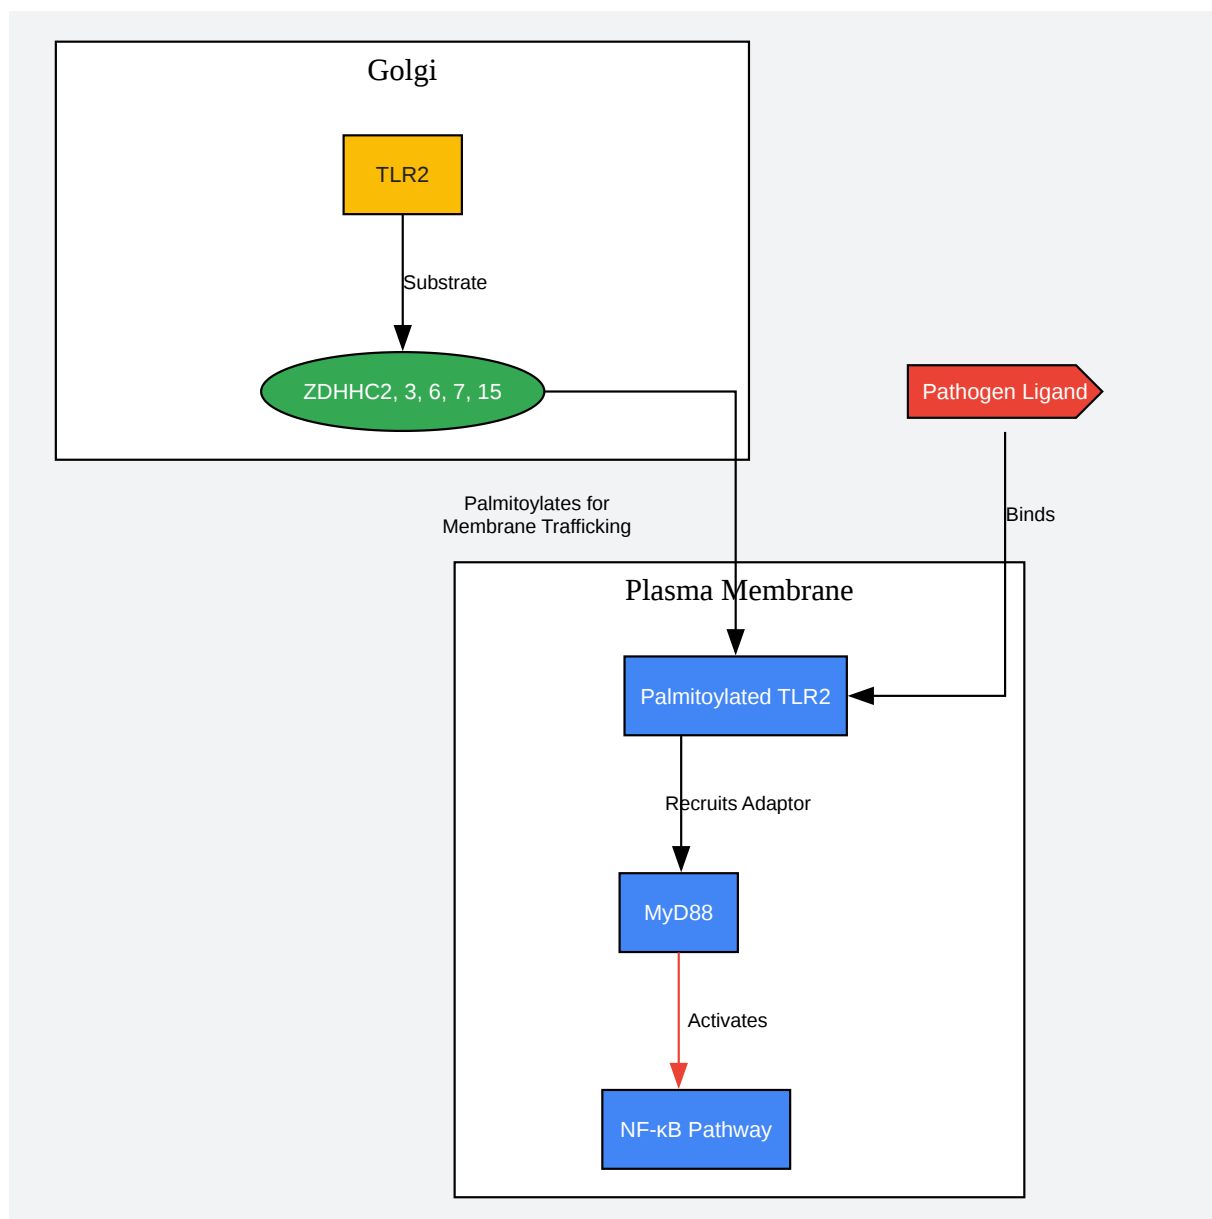 Golgi
TLR2
Substrate
ZDHHC2, 3, 6, 7, 15
Pathogen Ligand
Palmitoylates for
Membrane Trafficking
Binds
Plasma Membrane
Palmitoylated TLR2
Recruits Adaptor
MyD88
Activates
NF-κB Pathway